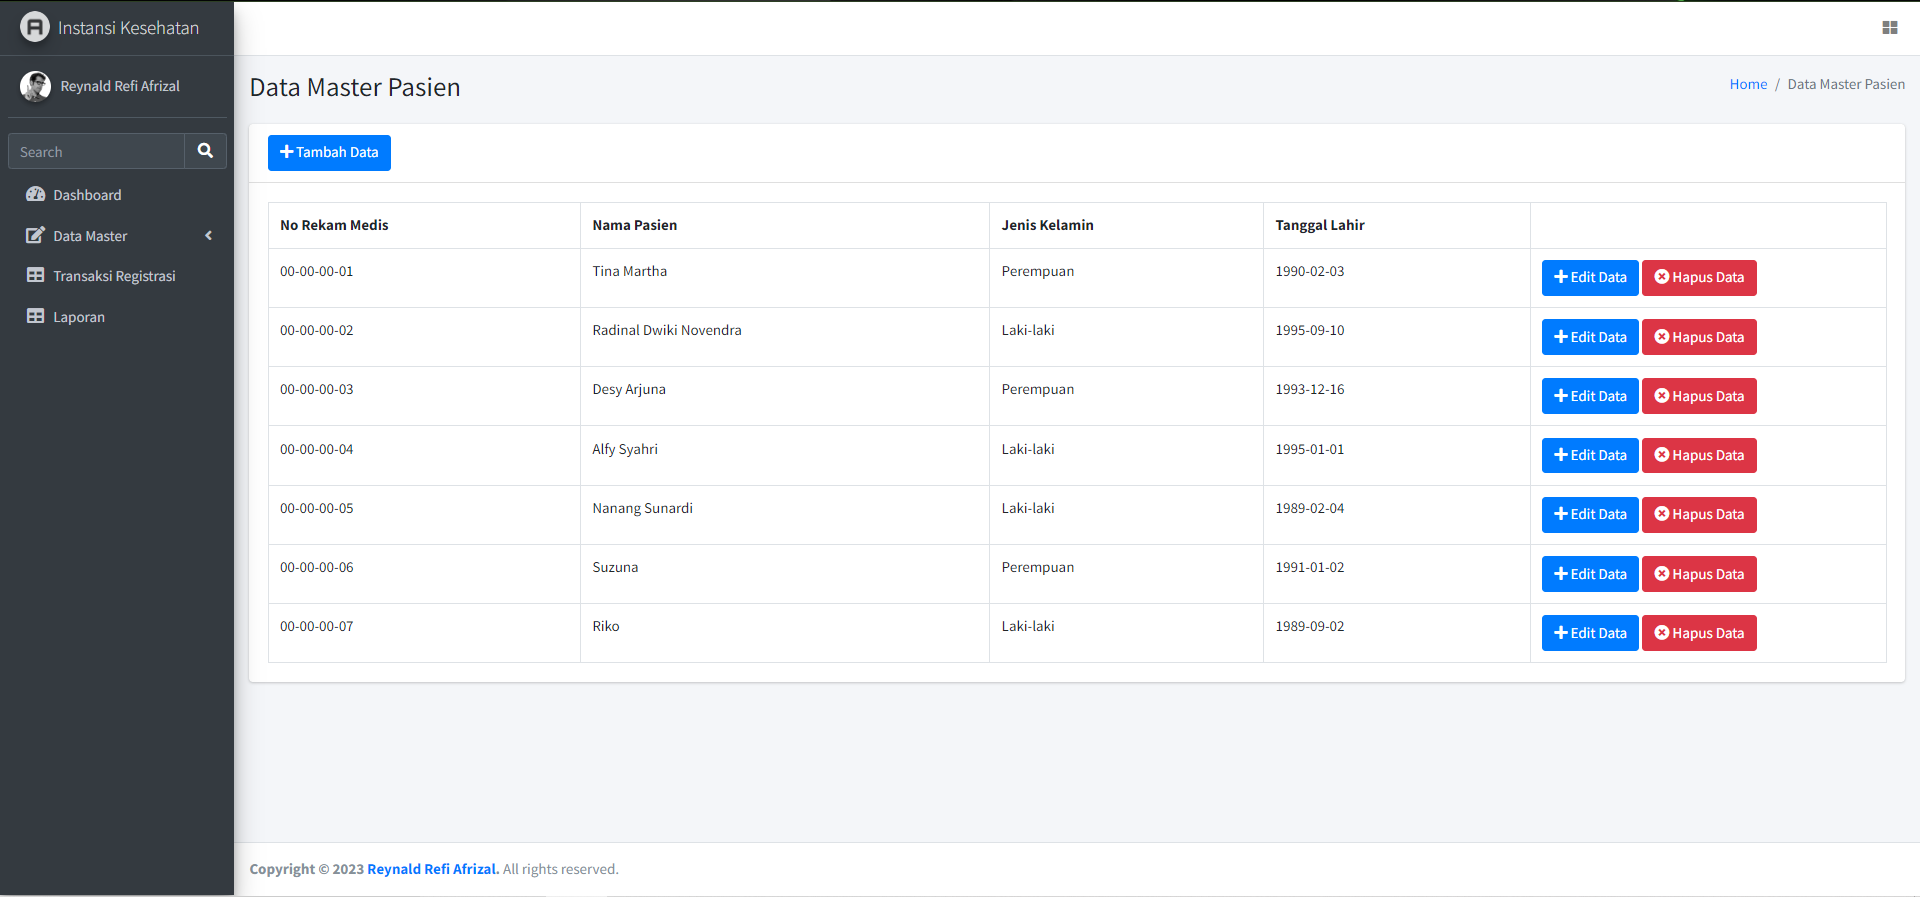 Instansi Kesehatan
Reynald Refi Afrizal
Search
Dashboard
Data Master
Transaksi Registrasi
Laporan
Data Master Pasien
Home / Data Master Pasien
Tambah Data
No Rekam Medis Nama Pasien Jenis Kelamin Tanggal Lahir
00-00-00-01 Tina Martha Perempuan 1990-02-03 Edit Data Hapus Data
00-00-00-02 Radinal Dwiki Novendra Laki-laki 1995-09-10 Edit Data Hapus Data
00-00-00-03 Desy Arjuna Perempuan 1993-12-16 Edit Data Hapus Data
00-00-00-04 Alfy Syahri Laki-laki 1995-01-01 Edit Data Hapus Data
00-00-00-05 Nanang Sunardi Laki-laki 1989-02-04 Edit Data Hapus Data
00-00-00-06 Suzuna Perempuan 1991-01-02 Edit Data Hapus Data
00-00-00-07 Riko Laki-laki 1989-09-02 Edit Data Hapus Data
Copyright © 2023 Reynald Refi Afrizal. All rights reserved.